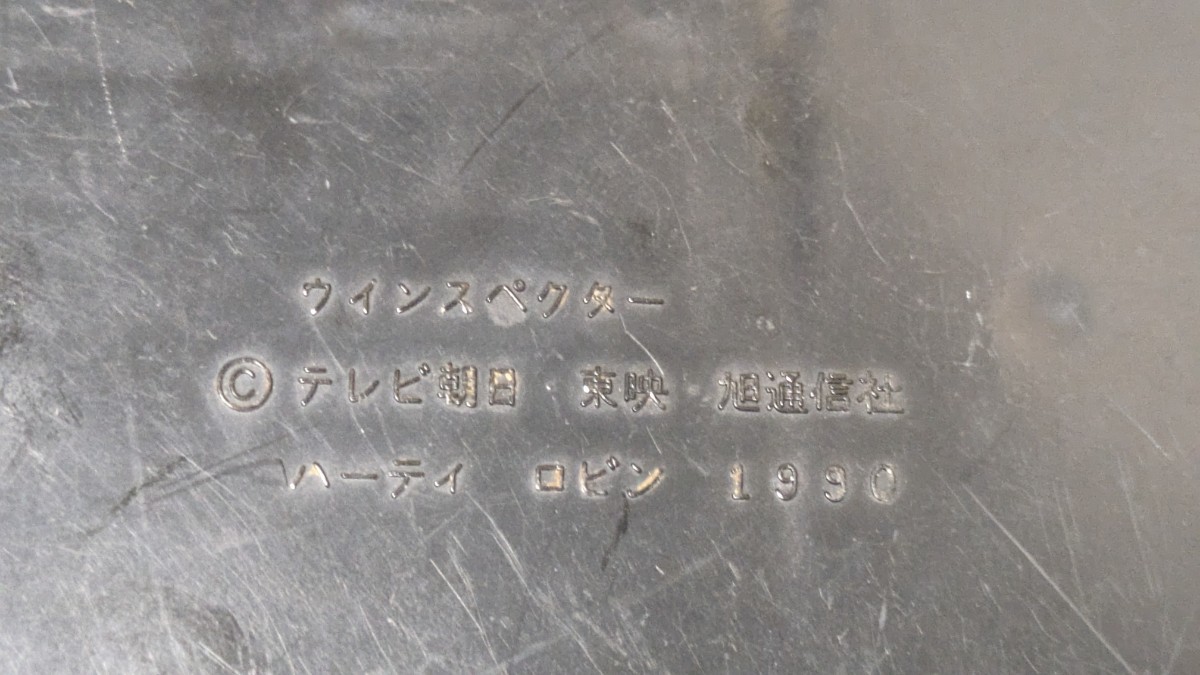 ウインスペクター
©テレビ朝日　東映　旭通信社
ハーティ　ロビン　1990